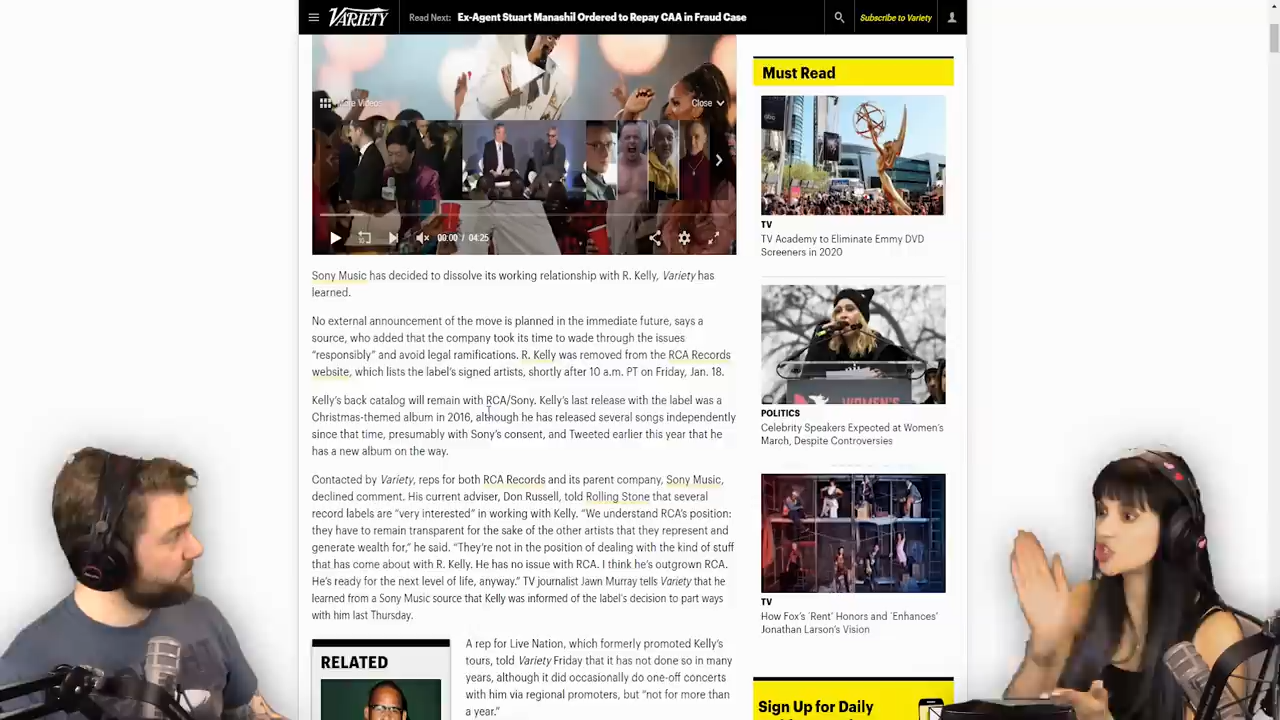 VARIETY
Read Next: Ex-Agent Stuart Manashil Ordered to Repay CAA in Fraud Case
Subscribe to Variety
More Videos
Close
00:00 / 04:25
Sony Music has decided to dissolve its working relationship with R. Kelly, Variety has
learned.
No external announcement of the move is planned in the immediate future, says a
source, who added that the company took its time to wade through the issues
“responsibly” and avoid legal ramifications. R. Kelly was removed from the RCA Records
website, which lists the label’s signed artists, shortly after 10 a.m. PT on Friday, Jan. 18.
Kelly’s back catalog will remain with RCA/Sony. Kelly’s last release with the label was a
Christmas-themed album in 2016, although he has released several songs independently
since that time, presumably with Sony’s consent, and Tweeted earlier this year that he
has a new album on the way.
Contacted by Variety, reps for both RCA Records and its parent company, Sony Music,
declined comment. His current adviser, Don Russell, told Rolling Stone that several
record labels are “very interested” in working with Kelly. “We understand RCA’s position:
they have to remain transparent for the sake of the other artists that they represent and
generate wealth for,” he said. “They’re not in the position of dealing with the kind of stuff
that has come about with R. Kelly. He has no issue with RCA. I think he’s outgrown RCA.
He’s ready for the next level of life, anyway.” TV journalist Jawn Murray tells Variety that he
learned from a Sony Music source that Kelly was informed of the label’s decision to part ways
with him last Thursday.
RELATED
A rep for Live Nation, which formerly promoted Kelly’s
tours, told Variety Friday that it has not done so in many
years, although it did occasionally do one-off concerts
with him via regional promoters, but “not for more than
a year.”
Must Read
TV
TV Academy to Eliminate Emmy DVD
Screeners in 2020
WOMEN'S
POLITICS
Celebrity Speakers Expected at Women’s
March, Despite Controversies
TV
How Fox’s ‘Rent’ Honors and ‘Enhances’
Jonathan Larson’s Vision
Sign Up for Daily